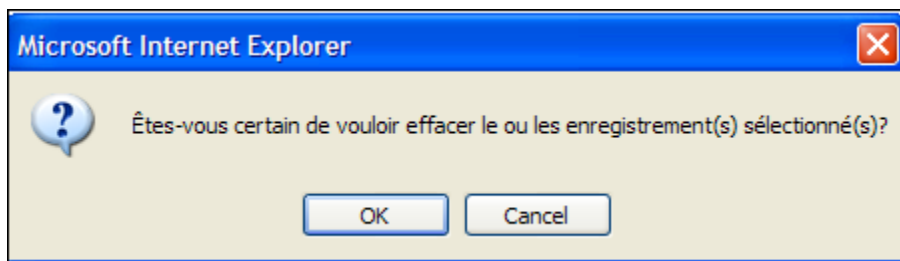 Microsoft Internet Explorer
Êtes-vous certain de vouloir effacer le ou les enregistrement(s) sélectionné(s)?
OK Cancel